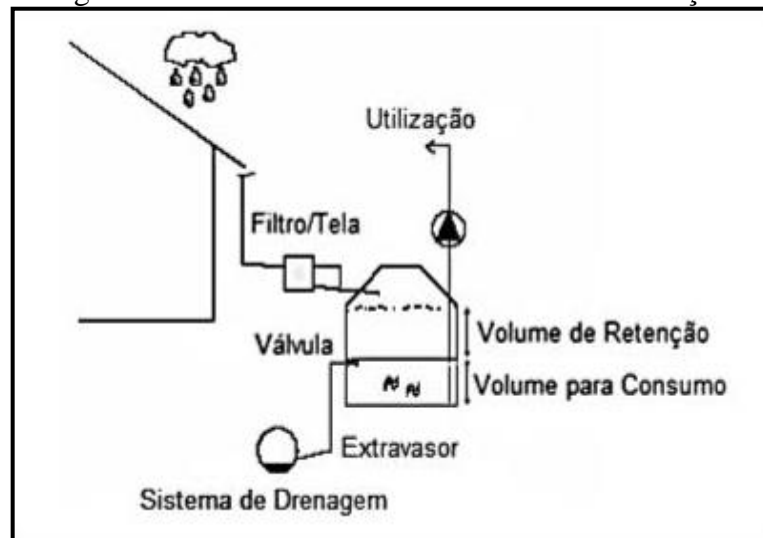 Utilização
Filtro/Tela
Volume de Retenção
Válvula
Volume para Consumo
Extravasor
Sistema de Drenagem